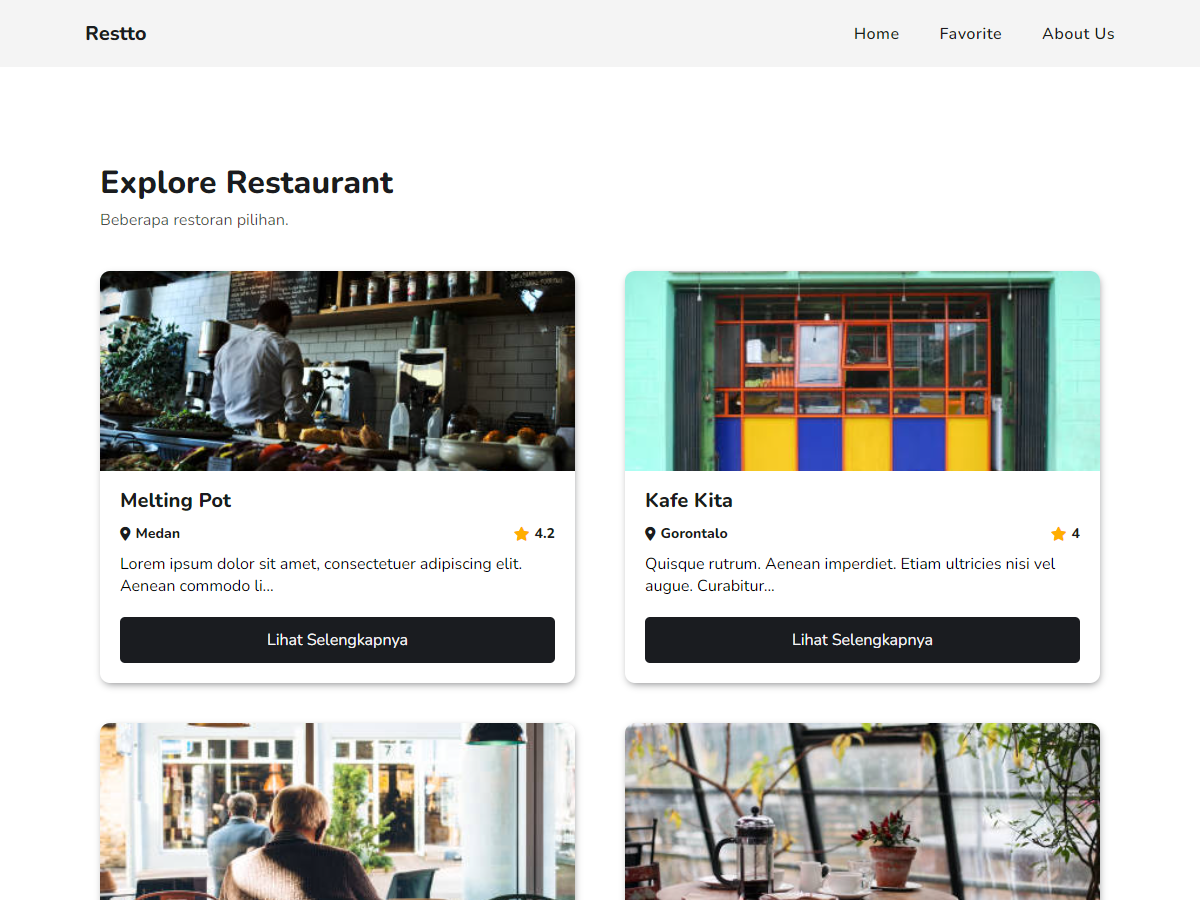 Restto
Home
Favorite
About Us
Explore Restaurant
Beberapa restoran pilihan.
Melting Pot
Medan
4.2
Lorem ipsum dolor sit amet, consectetuer adipiscing elit.
Aenean commodo li...
Lihat Selengkapnya
Kafe Kita
Gorontalo
4
Quisque rutrum. Aenean imperdiet. Etiam ultricies nisi vel
augue. Curabitur...
Lihat Selengkapnya